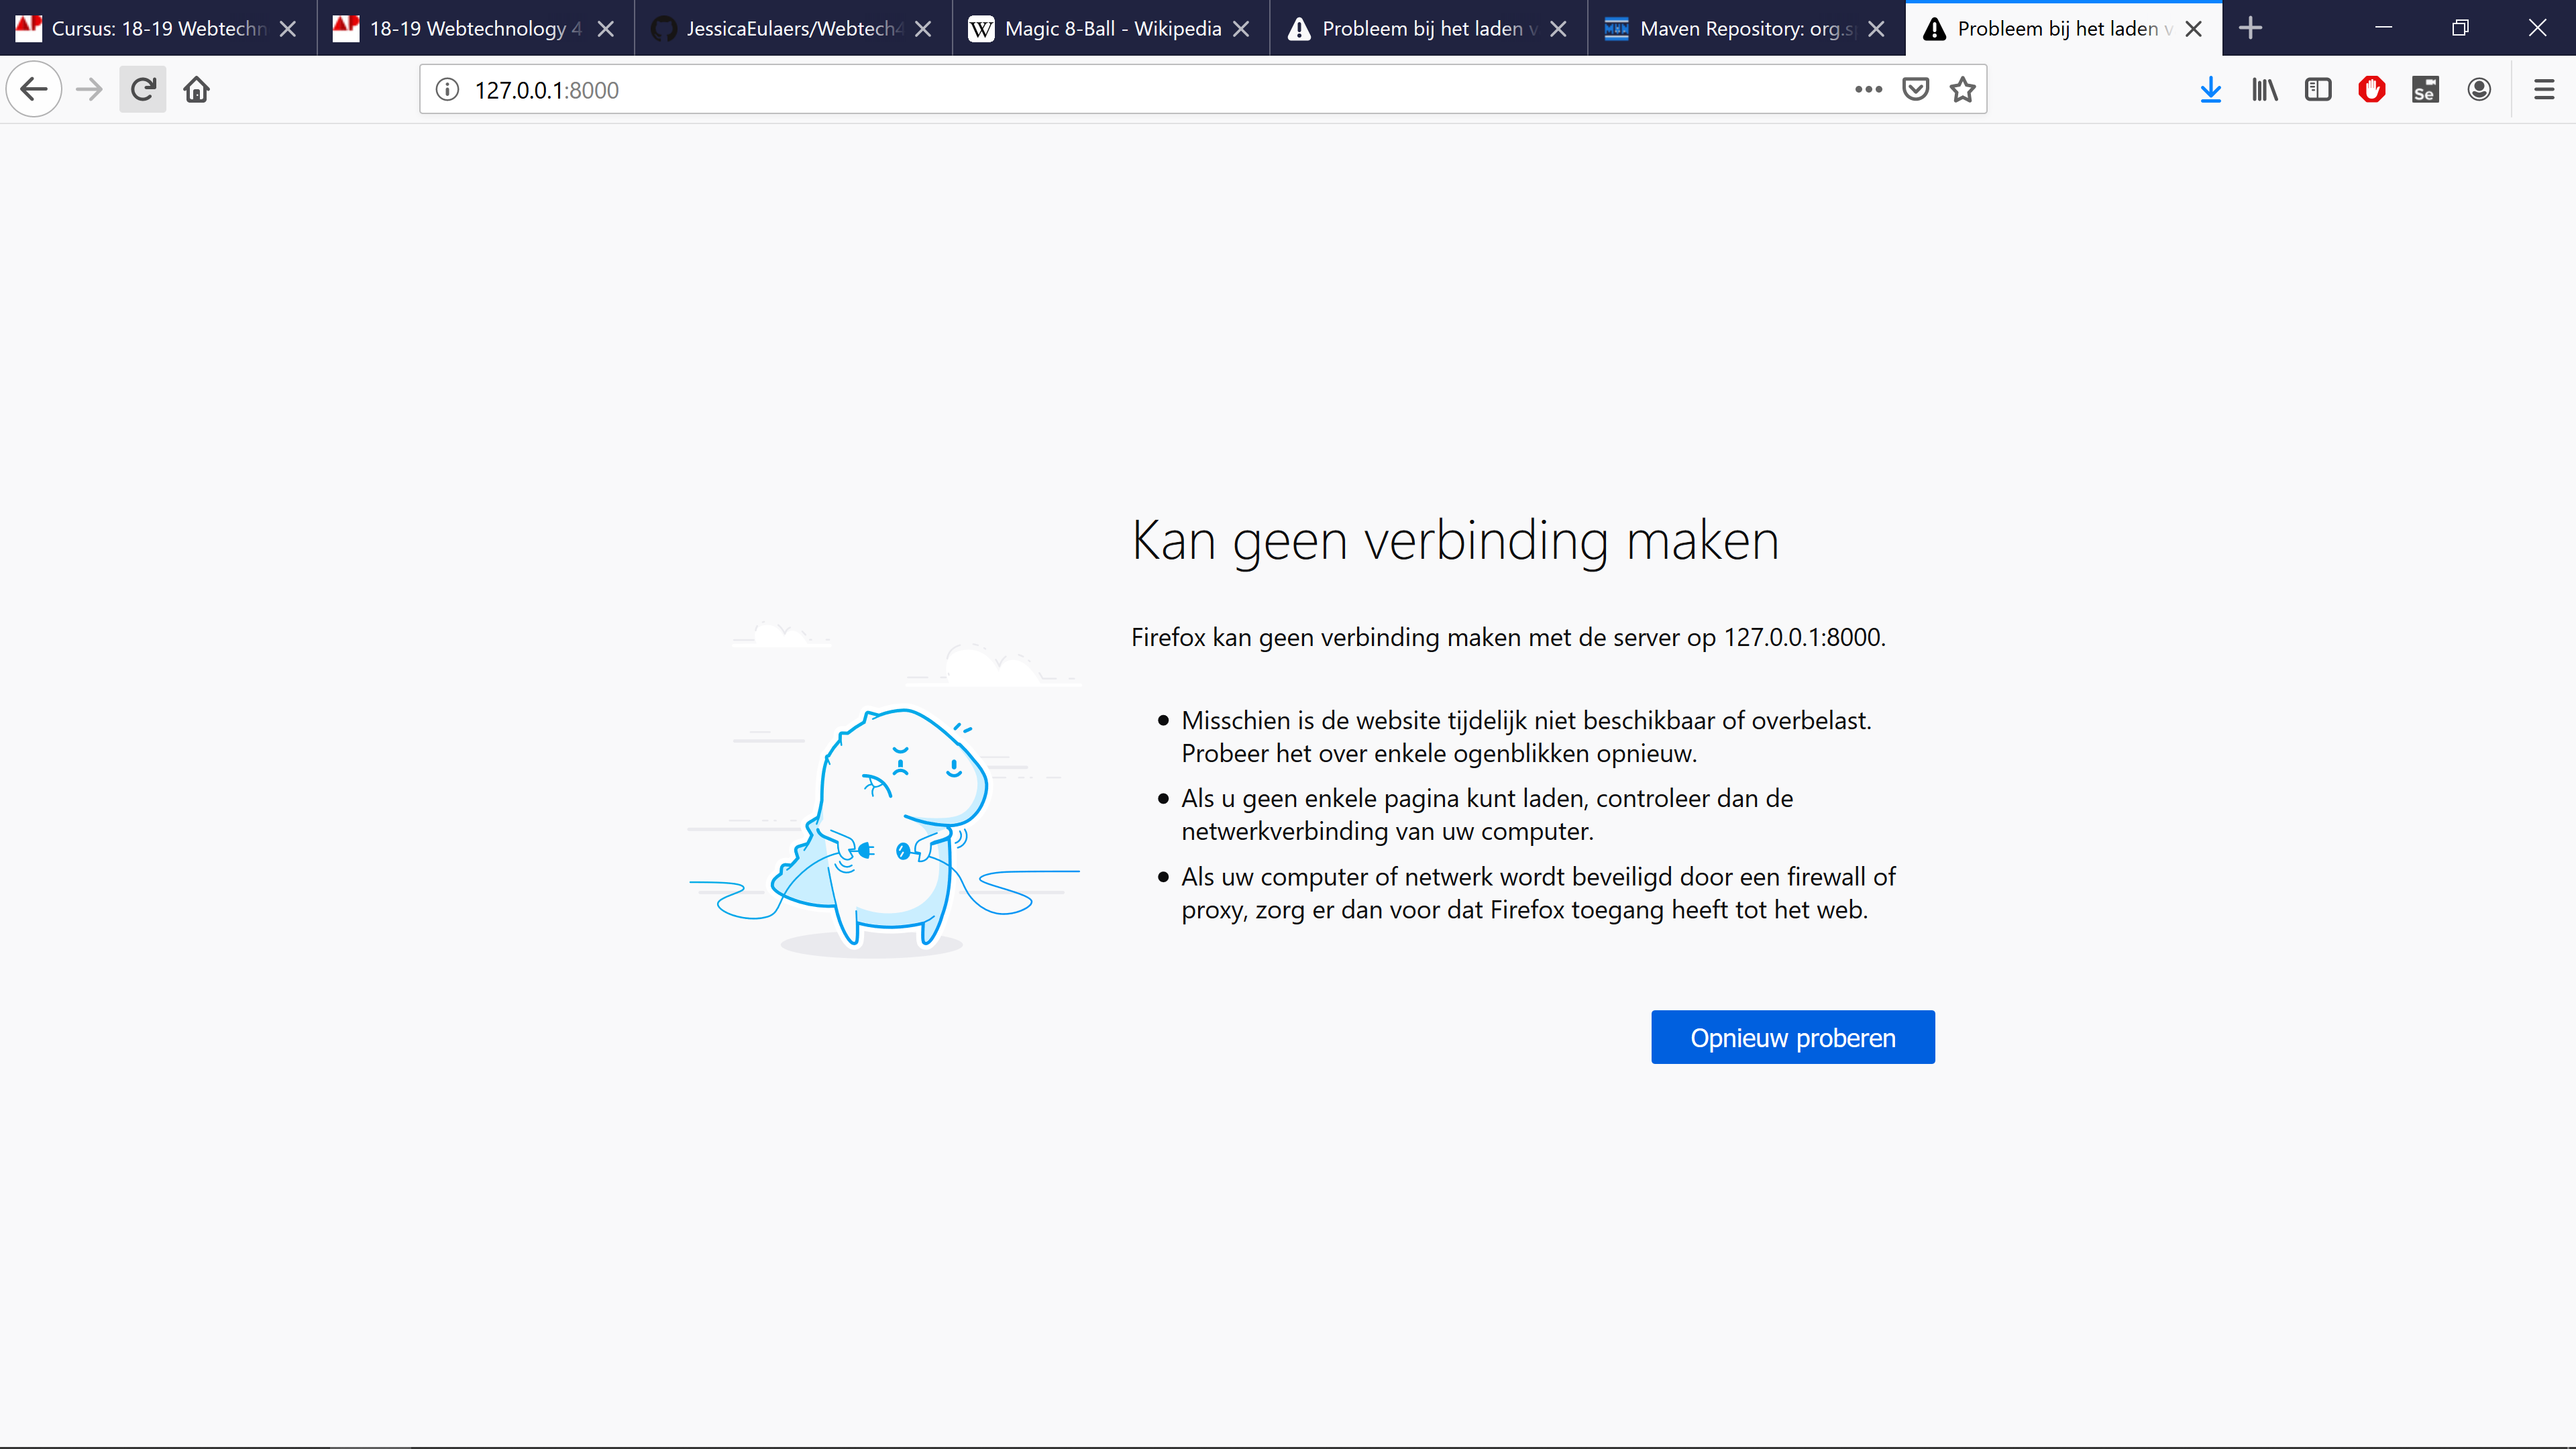 Cursus: 18-19 Webtechn
18-19 Webtechnology 4
JessicaEulaers/Webtech4
Magic 8-Ball - Wikipedia
Probleem bij het laden v
Maven Repository: org.s
Probleem bij het laden v
127.0.0.1:8000
Kan geen verbinding maken
Firefox kan geen verbinding maken met de server op 127.0.0.1:8000.
Misschien is de website tijdelijk niet beschikbaar of overbelast.
Probeer het over enkele ogenblikken opnieuw.
Als u geen enkele pagina kunt laden, controleer dan de
netwerkverbinding van uw computer.
Als uw computer of netwerk wordt beveiligd door een firewall of
proxy, zorg er dan voor dat Firefox toegang heeft tot het web.
Opnieuw proberen